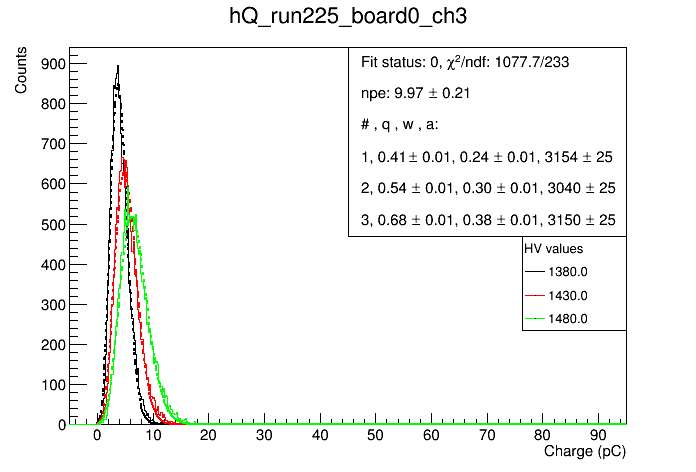 hQ_run225_board0_ch3
Counts
Fit status: 0, χ²/ndf: 1077.7/233
npe: 9.97 ± 0.21
# , q , w , a:
1, 0.41± 0.01, 0.24 ± 0.01, 3154 ± 25
2, 0.54 ± 0.01, 0.30 ± 0.01, 3040 ± 25
3, 0.68 ± 0.01, 0.38 ± 0.01, 3150 ± 25
HV values
1380.0
1430.0
1480.0
900
800
700
600
500
400
300
200
100
0
0 10 20 30 40 50 60 70 80 90
Charge (pC)